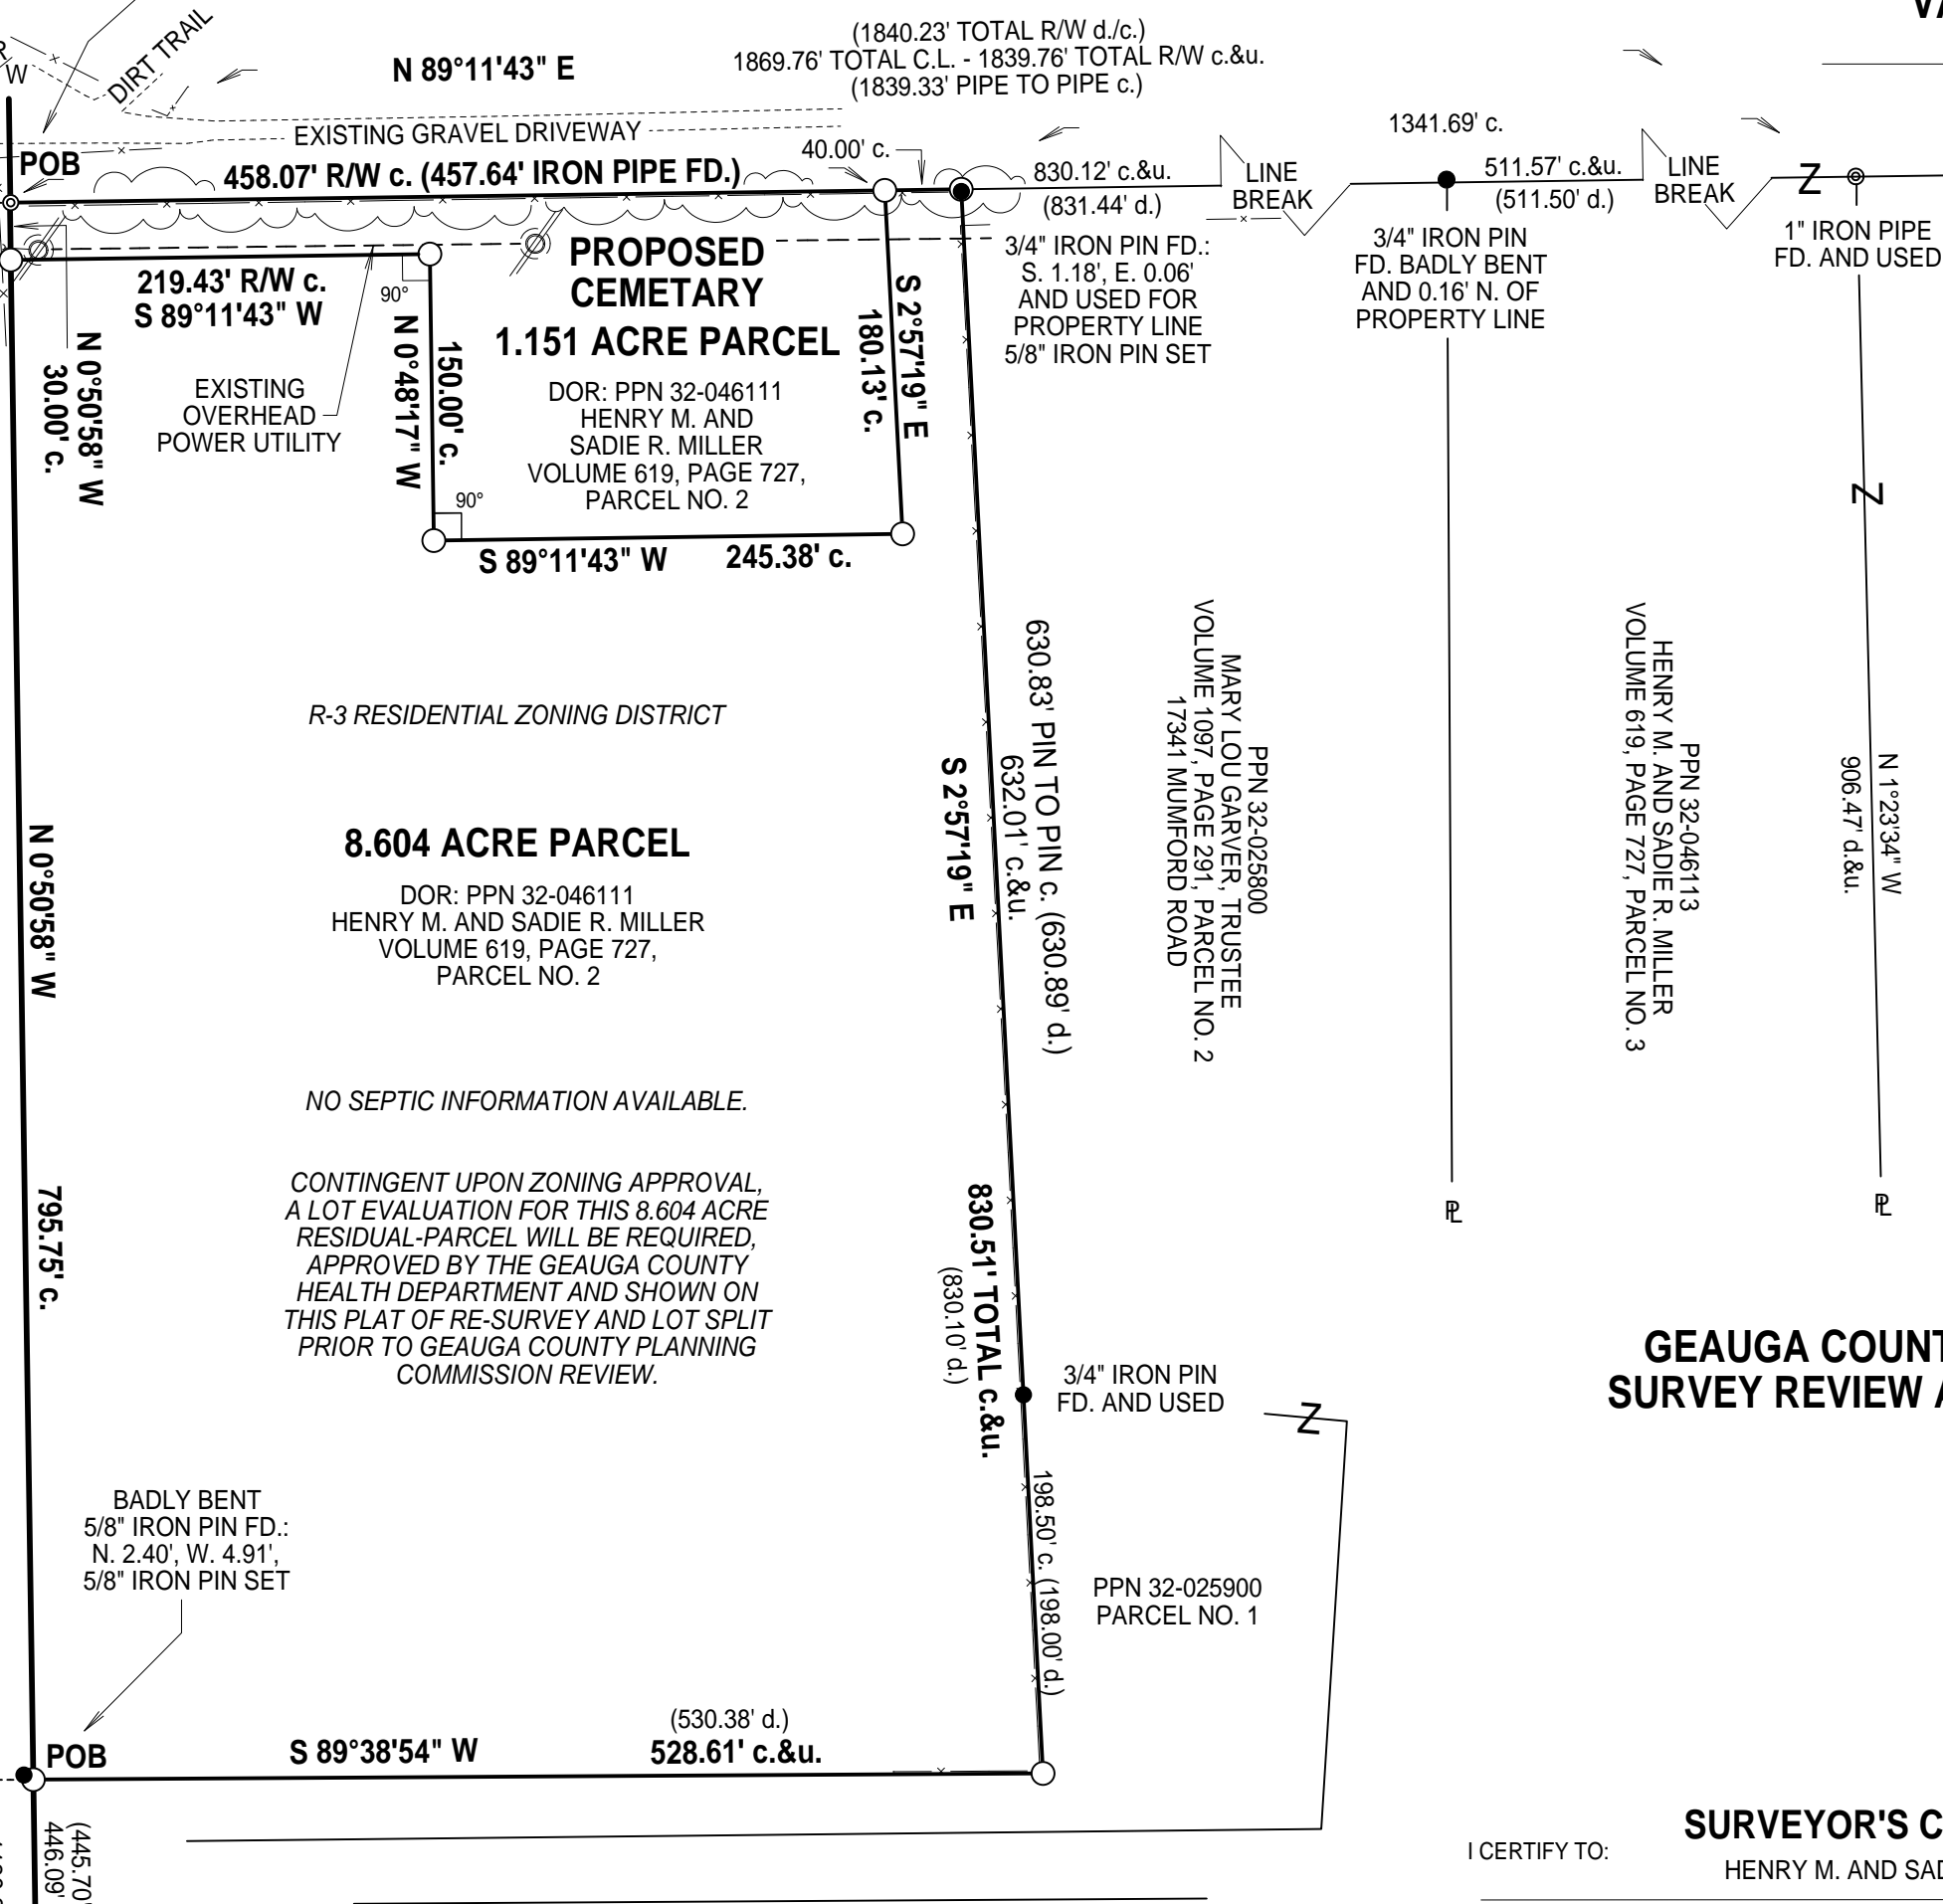 VA
(1840.23' TOTAL R/W d./c.)
1869.76' TOTAL C.L. - 1839.76' TOTAL R/W c.&u.
(1839.33' PIPE TO PIPE c.)
N 89°11'43" E
DIRT TRAIL
W
EXISTING GRAVEL DRIVEWAY
POB
458.07' R/W c. (457.64' IRON PIPE FD.)
40.00' c.
830.12' c.&u.
(831.44' d.)
LINE
BREAK
1341.69' c.
511.57' c.&u.
(511.50' d.)
LINE
BREAK
Z
1" IRON PIPE
FD. AND USED
3/4" IRON PIN
FD. BADLY BENT
AND 0.16' N. OF
PROPERTY LINE
3/4" IRON PIN FD.:
S. 1.18', E. 0.06'
AND USED FOR
PROPERTY LINE
5/8" IRON PIN SET
219.43' R/W c.
S 89°11'43" W
90°
N 0°50'58" W
30.00' c.
EXISTING
OVERHEAD
POWER UTILITY
N 0°48'17" W
150.00' c.
90°
PROPOSED
CEMETARY
1.151 ACRE PARCEL
DOR: PPN 32-046111
HENRY M. AND
SADIE R. MILLER
VOLUME 619, PAGE 727,
PARCEL NO. 2
S 2°57'19" E
180.13' c.
S 89°11'43" W 245.38' c.
Z
R-3 RESIDENTIAL ZONING DISTRICT
8.604 ACRE PARCEL
DOR: PPN 32-046111
HENRY M. AND SADIE R. MILLER
VOLUME 619, PAGE 727,
PARCEL NO. 2
N 0°50'58" W
795.75' c.
NO SEPTIC INFORMATION AVAILABLE.
CONTINGENT UPON ZONING APPROVAL,
A LOT EVALUATION FOR THIS 8.604 ACRE
RESIDUAL-PARCEL WILL BE REQUIRED,
APPROVED BY THE GEAUGA COUNTY
HEALTH DEPARTMENT AND SHOWN ON
THIS PLAT OF RE-SURVEY AND LOT SPLIT
PRIOR TO GEAUGA COUNTY PLANNING
COMMISSION REVIEW.
630.83' PIN TO PIN c. (630.89' d.)
632.01' c.&u.
S 2°57'19" E
830.51' TOTAL c.&u.
(830.10' d.)
PPN 32-025800
MARY LOU GARVER, TRUSTEE
VOLUME 1097, PAGE 291, PARCEL NO. 2
17341 MUMFORD ROAD
PPN 32-046113
HENRY M. AND SADIE R. MILLER
VOLUME 619, PAGE 727, PARCEL NO. 3
N 1°23'34" W
906.47' d.&u.
PL
PL
3/4" IRON PIN
FD. AND USED
Z
198.50' c. (198.00' d.)
PPN 32-025900
PARCEL NO. 1
GEAUGA COUNT
SURVEY REVIEW A
BADLY BENT
5/8" IRON PIN FD.:
N. 2.40', W. 4.91',
5/8" IRON PIN SET
POB
S 89°38'54" W
(530.38' d.)
528.61' c.&u.
(445.70'
446.09'
SURVEYOR'S C
I CERTIFY TO:
HENRY M. AND SAD